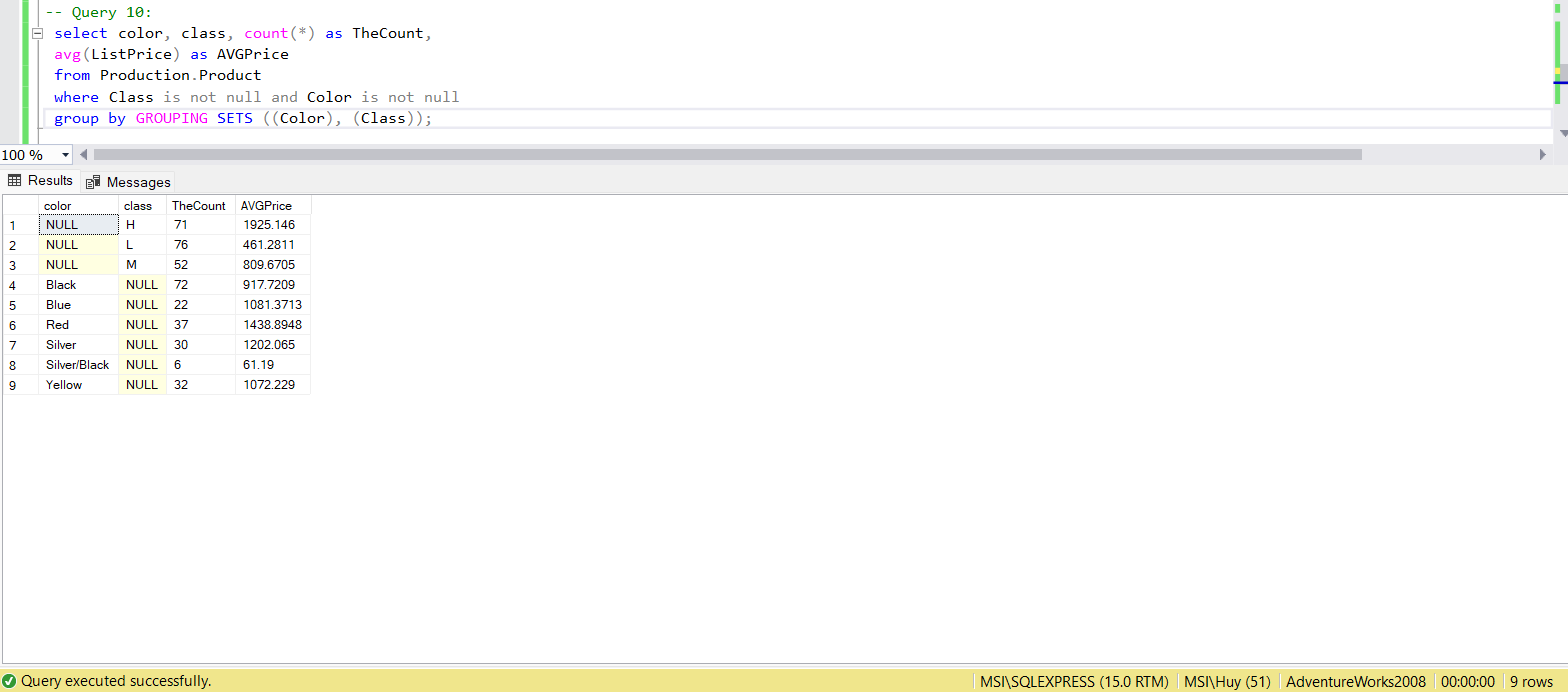 -- Query 10:
select color, class, count(*) as TheCount,
avg(ListPrice) as AVGPrice
from Production.Product
where Class is not null and Color is not null
group by GROUPING SETS ((Color), (Class));
100 %
Results Messages
color class TheCount AVGPrice
1 NULL H 71 1925.146
2 NULL L 76 461.2811
3 NULL M 52 809.6705
4 Black NULL 72 917.7209
5 Blue NULL 22 1081.3713
6 Red NULL 37 1438.8948
7 Silver NULL 30 1202.065
8 Silver/Black NULL 6 61.19
9 Yellow NULL 32 1072.229
Query executed successfully. MSI\SQLEXPRESS (15.0 RTM) MSI\Huy (51) AdventureWorks2008 00:00:00 9 rows